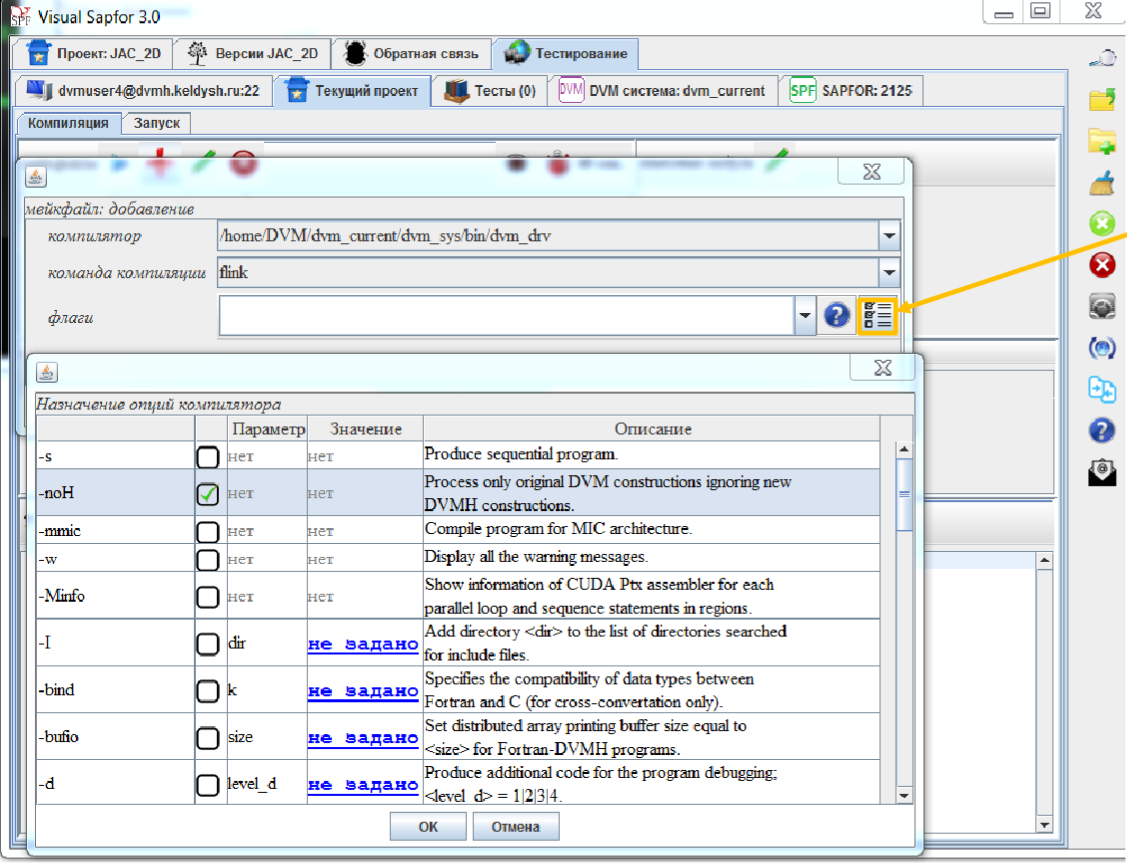 SPF Visual Sapfor 3.0
Проект: JAC_2D Версии JAC_2D Обратная связь Тестирование
dvmuser4@dvmh.keldysh.ru:22 Текущий проект Тесты (0) DVM DVM система: dvm_current SPF SAPFOR: 2125
Компиляция Запуск
мейкфайл: добавление
компилятор /home/DVM/dvm_current/dvm_sys/bin/dvm_drv
команда компиляции flink
флаги
Назначение опций компилятора
Параметр Значение Описание
-s нет нет Produce sequential program.
-noH нет нет Process only original DVM constructions ignoring new
DVMH constructions.
-mmic нет нет Compile program for MIC architecture.
-w нет нет Display all the warning messages.
-Minfo нет нет Show information of CUDA Ptx assembler for each
parallel loop and sequence statements in regions.
-I dir не задано Add directory <dir> to the list of directories searched
for include files.
-bind k не задано Specifies the compatibility of data types between
Fortran and C (for cross-convertation only).
-bufio size не задано Set distributed array printing buffer size equal to
<size> for Fortran-DVMH programs.
-d level_d не задано Produce additional code for the program debugging;
<level_d> = 1|2|3|4.
OK Отмена